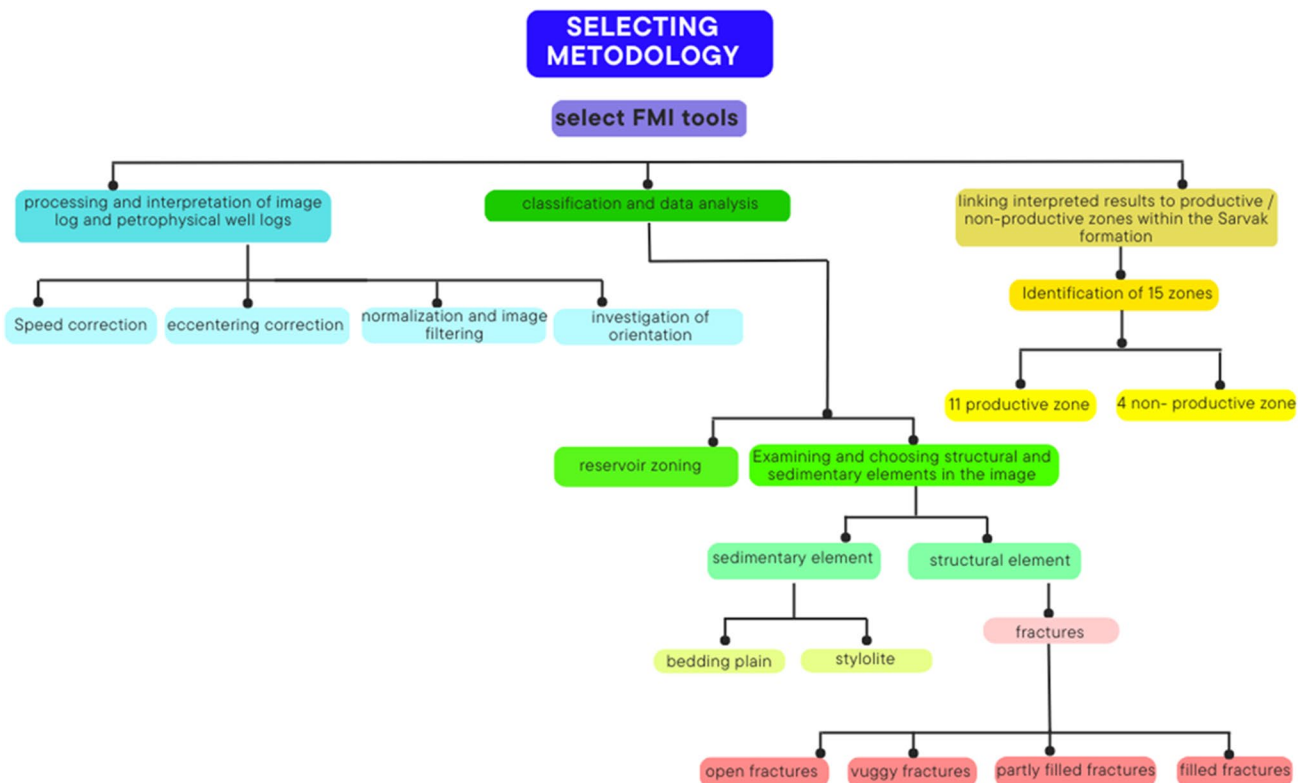 SELECTING
METODOLOGY
select FMI tools
processing and interpretation of image
log and petrophysical well logs
classification and data analysis
linking interpreted results to productive /
non-productive zones within the Sarvak
formation
Speed correction
eccentering correction
normalization and image
filtering
investigation of
orientation
Identification of 15 zones
11 productive zone
4 non- productive zone
reservoir zoning
Examining and choosing structural and
sedimentary elements in the image
sedimentary element
structural element
bedding plain
stylolite
fractures
open fractures
vuggy fractures
partly filled fractures
filled fractures